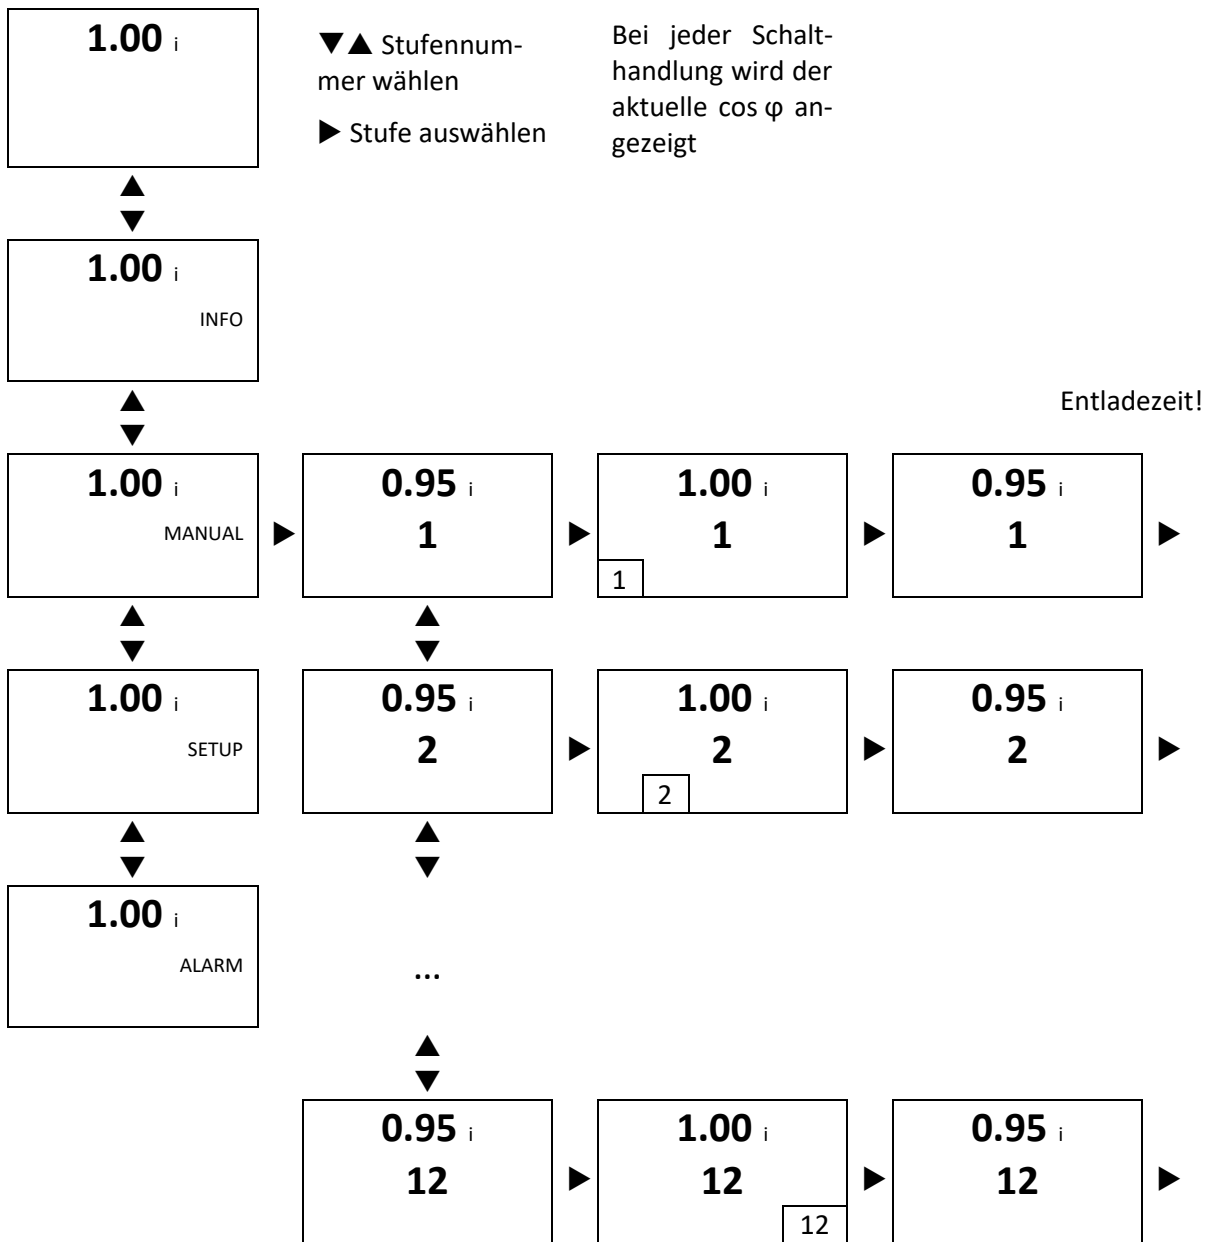 1.00 i
▼▲ Stufennum-
mer wählen
▶ Stufe auswählen
Bei jeder Schalt-
handlung wird der
aktuelle cos φ an-
gezeigt
1.00 i
INFO
Entladezeit!
1.00 i
MANUAL
0.95 i
1
1.00 i
1
1
0.95 i
1
1.00 i
SETUP
0.95 i
2
1.00 i
2
2
0.95 i
2
1.00 i
ALARM
...
0.95 i
12
1.00 i
12
12
0.95 i
12